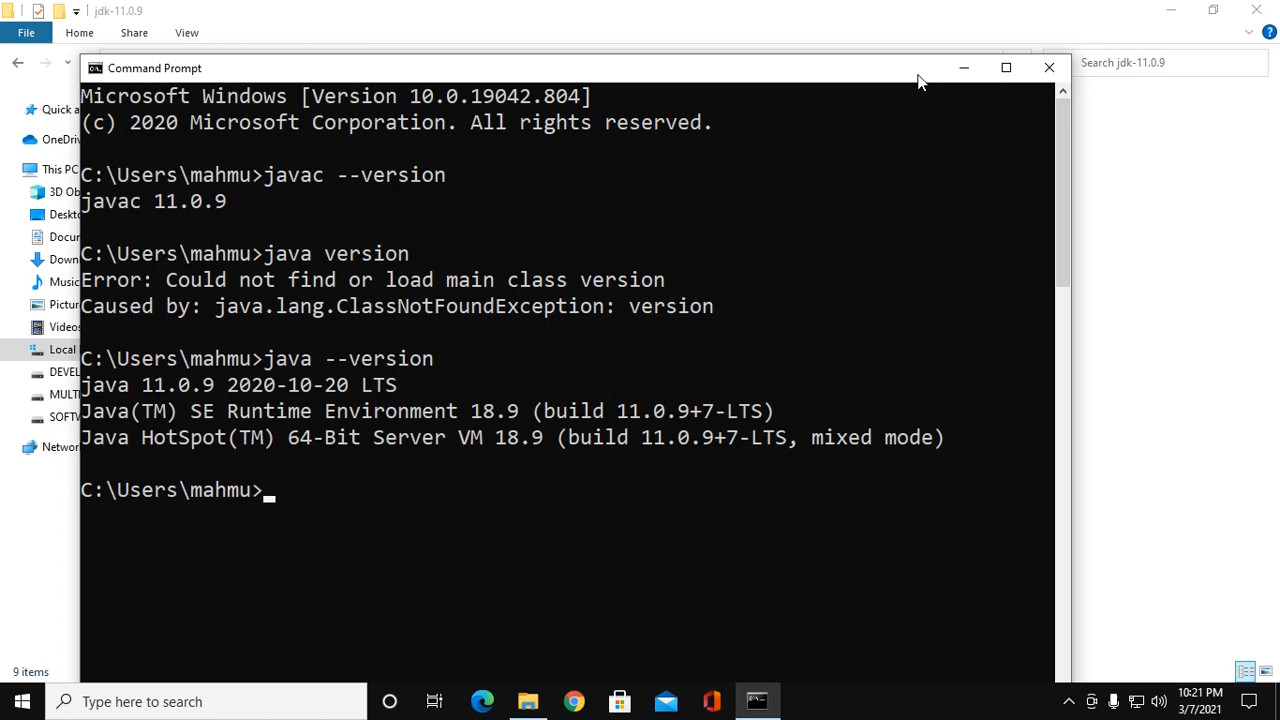 jdk-11.0.9
File Home Share View
Search jdk-11.0.9
Command Prompt
Microsoft Windows [Version 10.0.19042.804]
(c) 2020 Microsoft Corporation. All rights reserved.
C:\Users\mahmu>javac --version
javac 11.0.9
C:\Users\mahmu>java version
Error: Could not find or load main class version
Caused by: java.lang.ClassNotFoundException: version
C:\Users\mahmu>java --version
java 11.0.9 2020-10-20 LTS
Java(TM) SE Runtime Environment 18.9 (build 11.0.9+7-LTS)
Java HotSpot(TM) 64-Bit Server VM 18.9 (build 11.0.9+7-LTS, mixed mode)
C:\Users\mahmu>
Quick a
OneDriv
This PC
3D Ob
Deskto
Docum
Down
Music
Picture
Videos
Local
DEVEL
MULT
SOFTW
Network
9 items
Type here to search
10:21 PM
3/7/2021